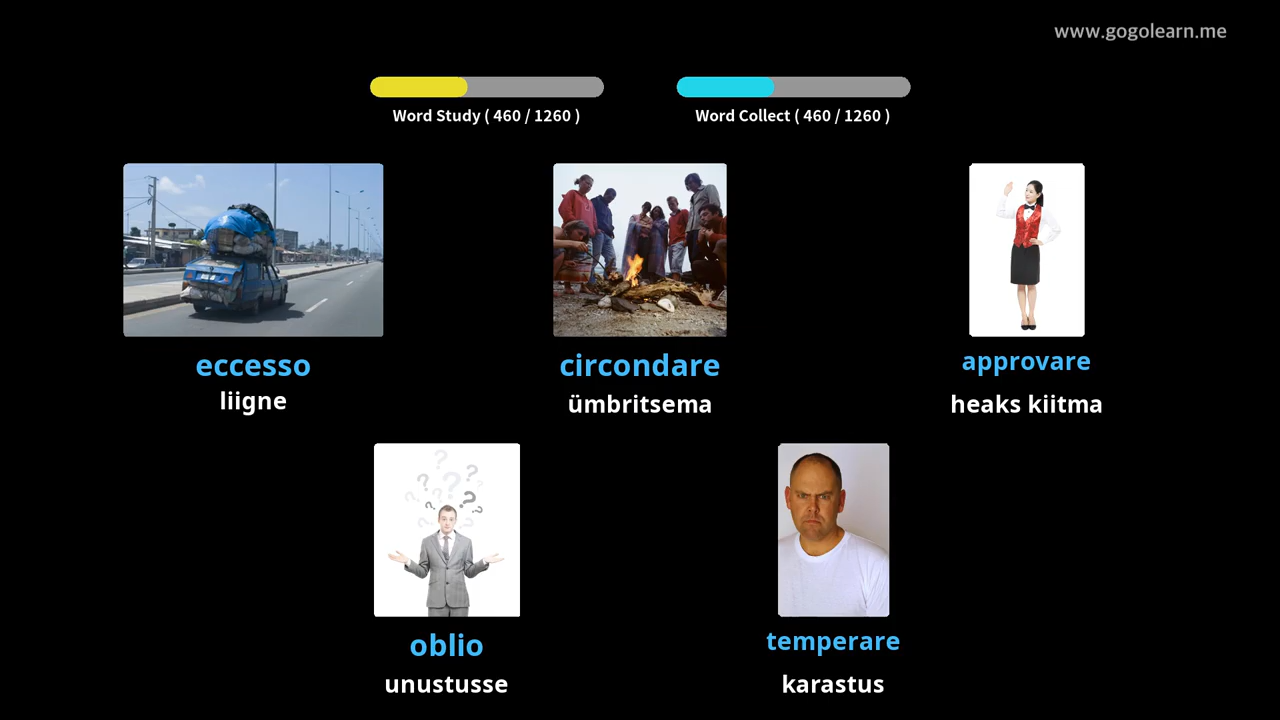 www.gogolearn.me
Word Study ( 460 / 1260 )
Word Collect ( 460 / 1260 )
eccesso
liigne
circondare
ümbritsema
approvare
heaks kiitma
oblio
unustusse
temperare
karastus